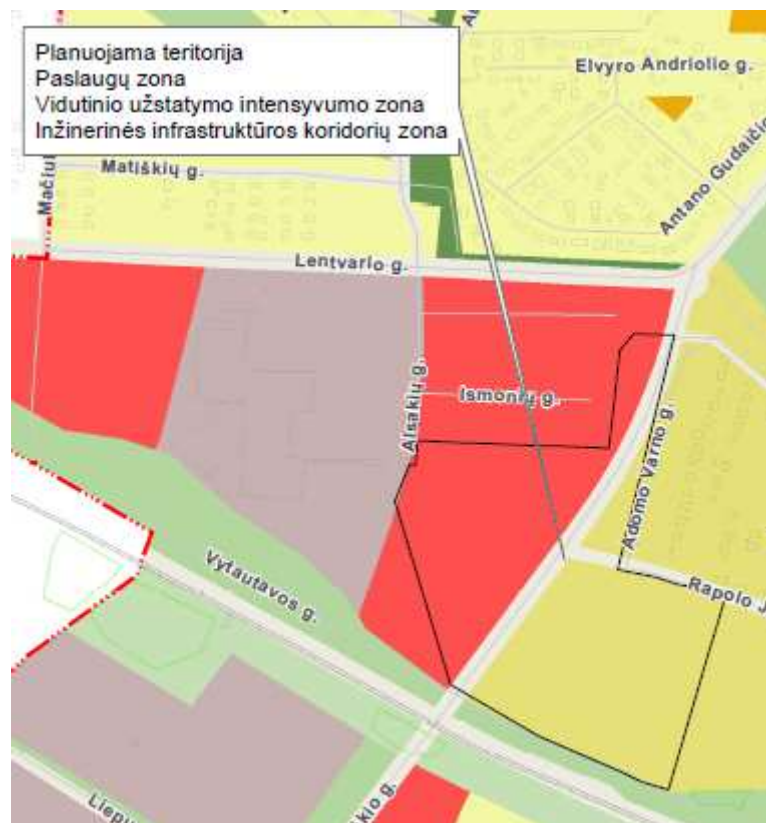 Planuojama teritorija
Paslaugų zona
Vidutinio užstatymo intensyvumo zona
Inžinerinės infrastruktūros koridorių zona
Elvyro Andriolio g.
Matiškių g.
Antano Gudaičio
Lentvario g.
Ismonių g.
Alsakių g.
Adomo Varno g.
Vytautavos g.
Rapolo J